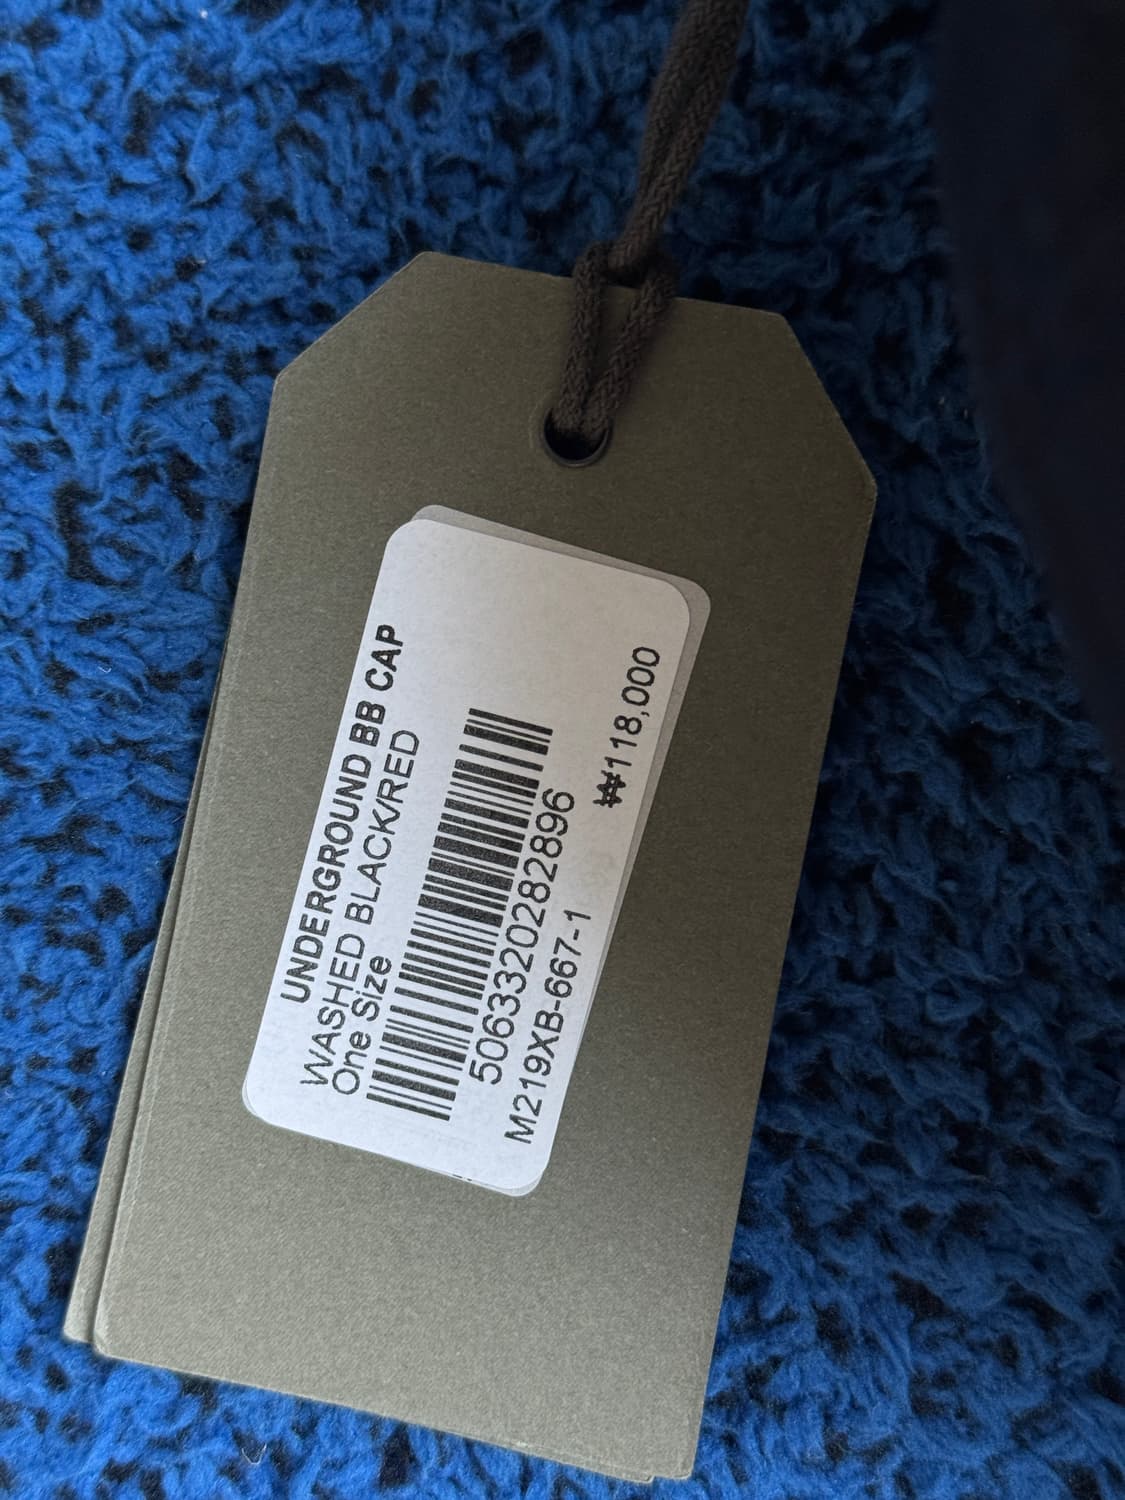 UNDERGROUND BB CAP
WASHED BLACK/RED
One Size
5063320282896
M219XB-667-1
₩118,000